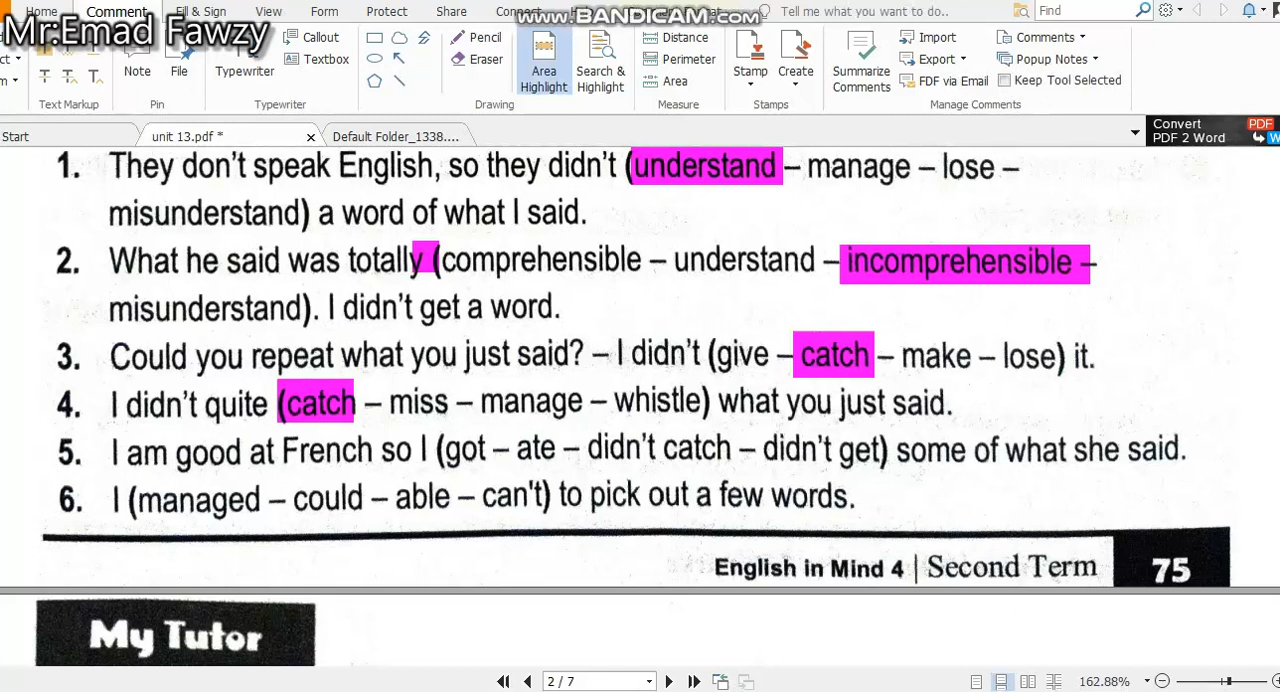 Home Comment View Form Protect Share Connect Tell me what you want to do.. Find
Fill & Sign
www.BANDICAM.com
Mr:Emad Fawzy
Note File Typewriter Callout Textbox Pencil Eraser Area Highlight Search & Highlight Distance Perimeter Area Stamp Create Summarize Comments Import Export FDF via Email Comments Popup Notes Keep Tool Selected
Text Markup Pin Typewriter Drawing Measure Stamps Manage Comments
Start unit 13.pdf * Default Folder_1338.... Convert PDF 2 Word PDF
1. They don't speak English, so they didn't (understand – manage – lose –
misunderstand) a word of what I said.
2. What he said was totally (comprehensible – understand – incomprehensible –
misunderstand). I didn't get a word.
3. Could you repeat what you just said? – I didn't (give – catch – make – lose) it.
4. I didn't quite (catch – miss – manage – whistle) what you just said.
5. I am good at French so I (got – ate – didn't catch – didn't get) some of what she said.
6. I (managed – could – able – can't) to pick out a few words.
English in Mind 4 | Second Term 75
My Tutor
2 / 7 162.88%